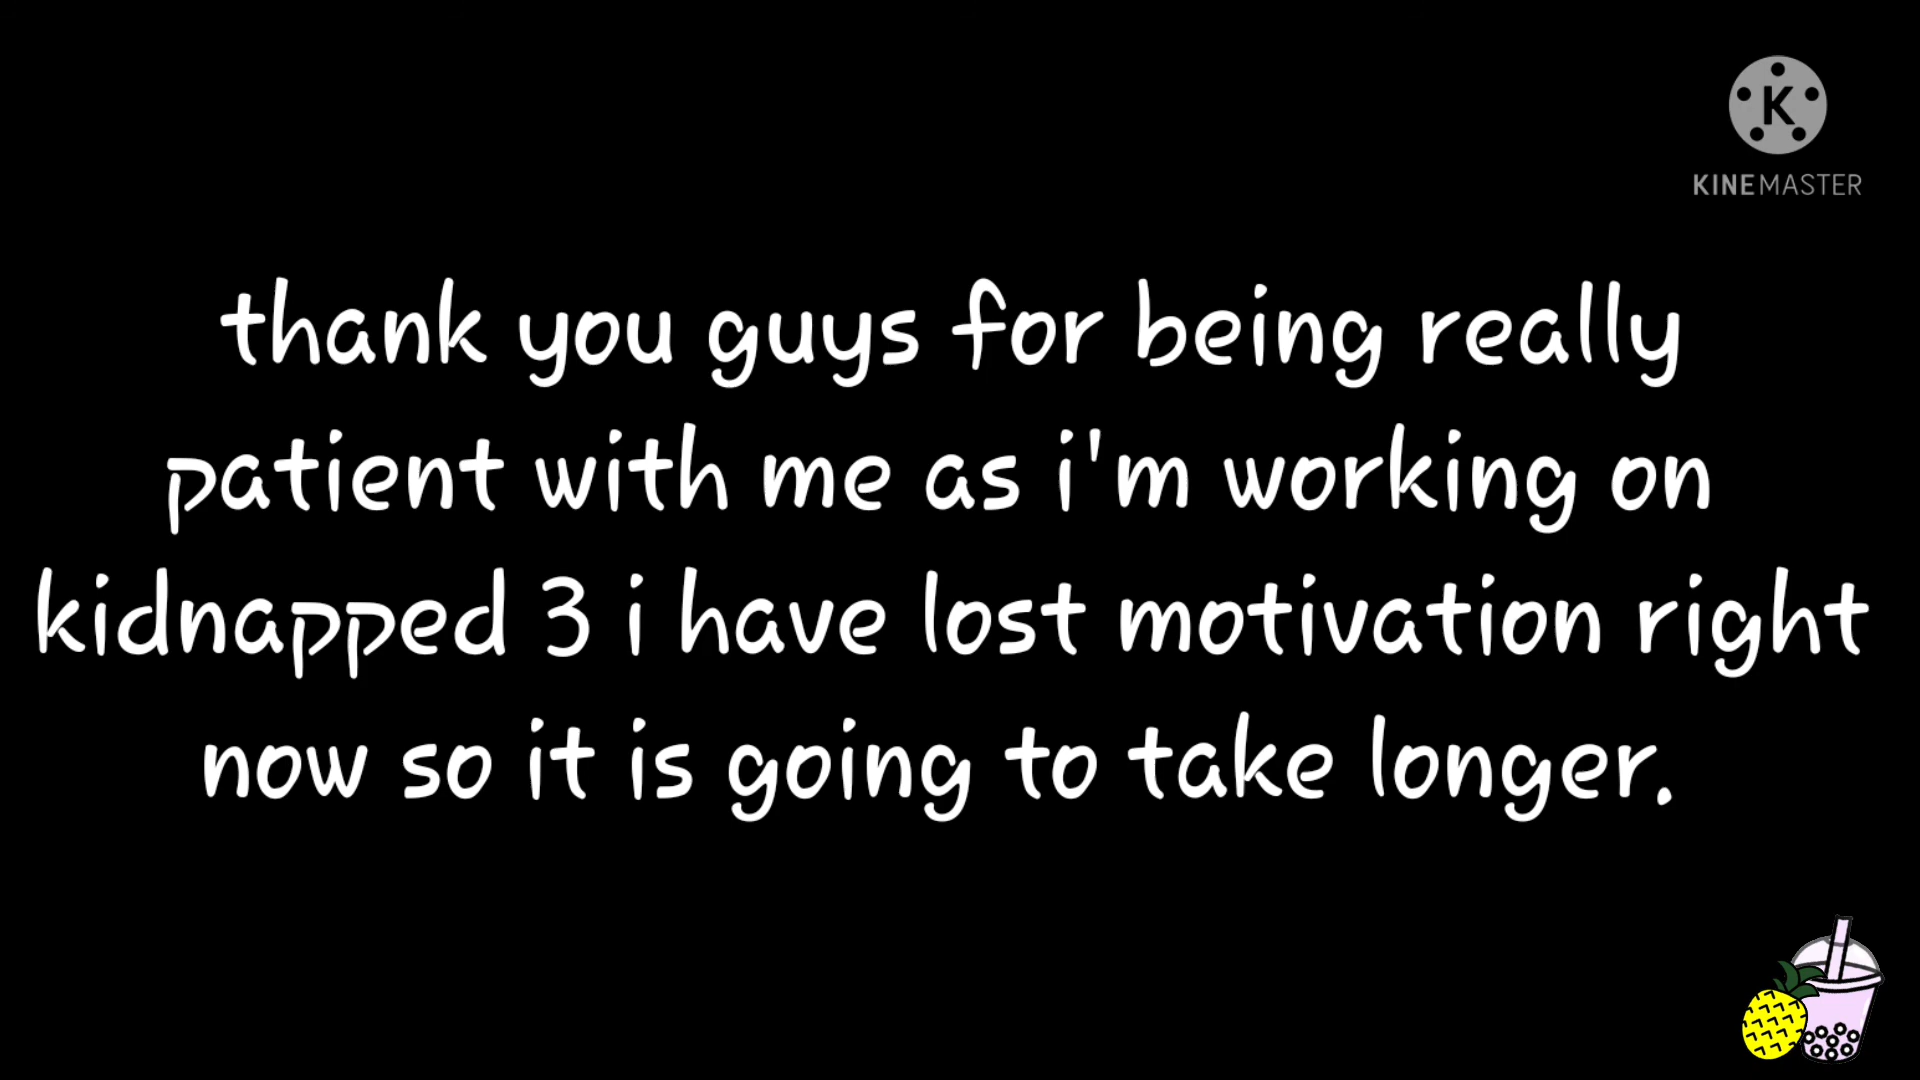 K
KINEMASTER
thank you guys for being really
patient with me as i'm working on
kidnapped 3 i have lost motivation right
now so it is going to take longer.